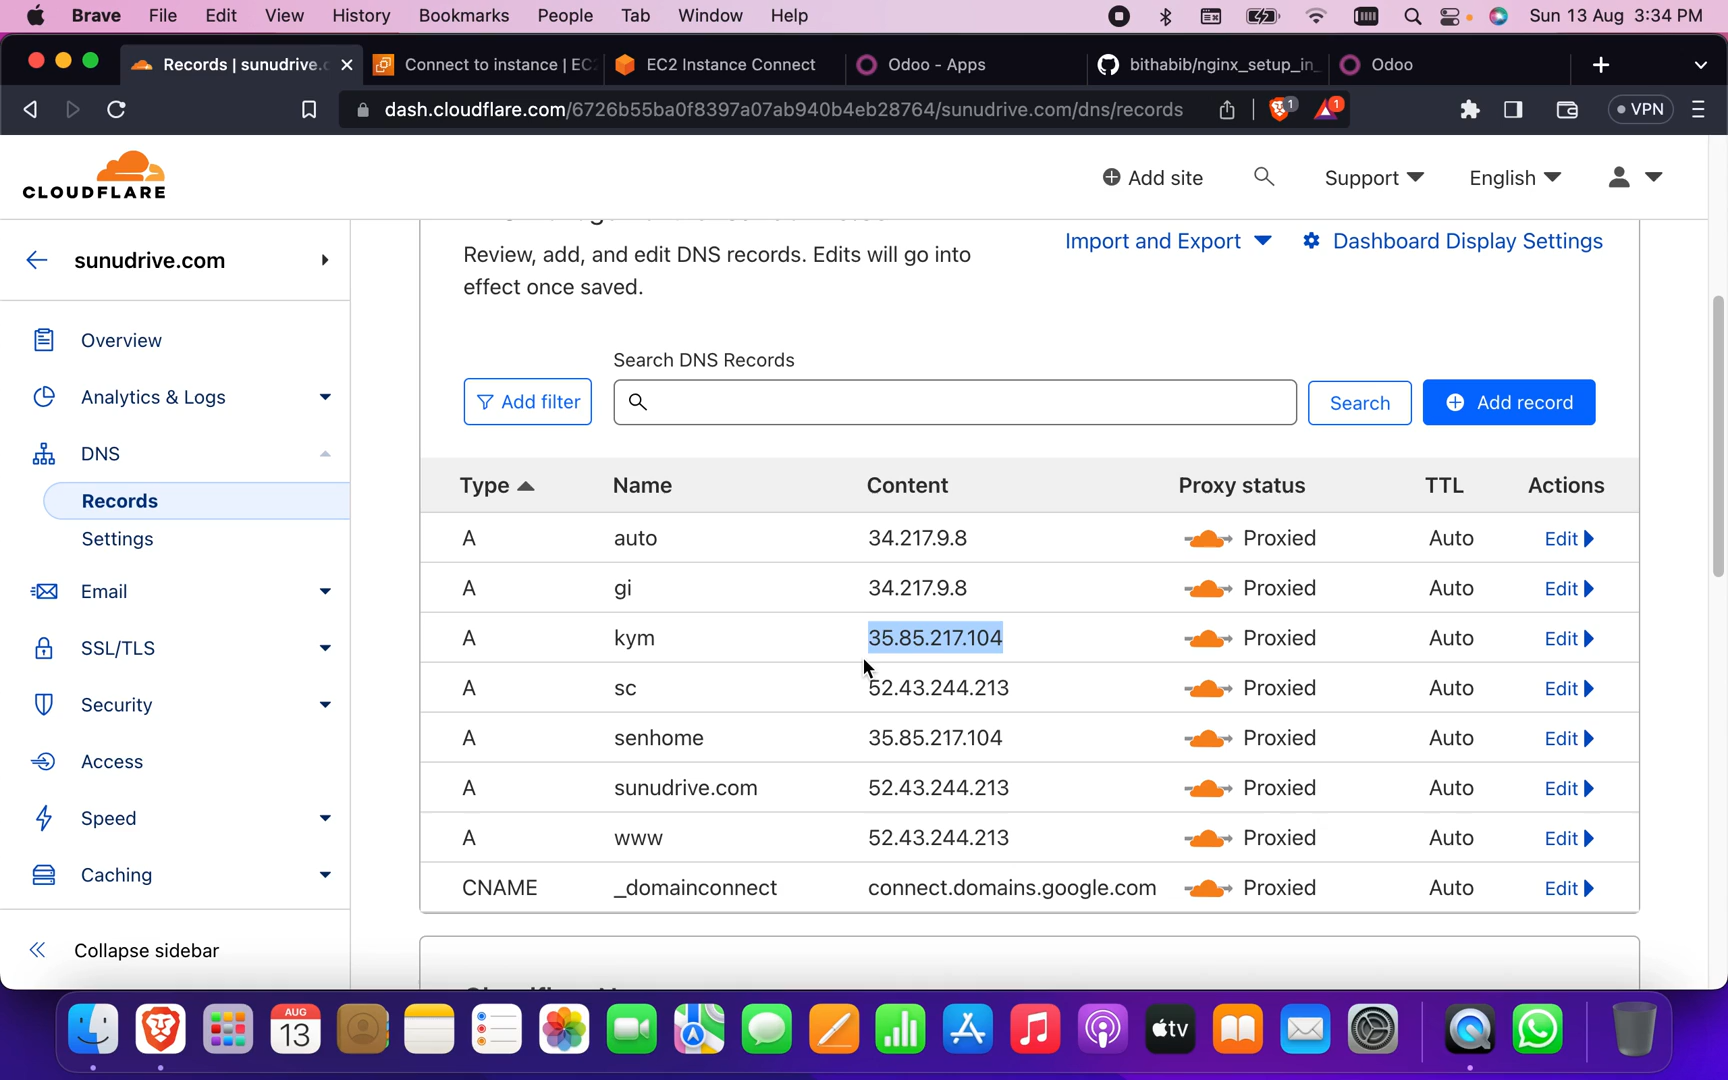 Brave File Edit View History Bookmarks People Tab Window Help Sun 13 Aug 3:34 PM
Records | sunudrive.c Connect to instance | EC2 EC2 Instance Connect Odoo - Apps bithabib/nginx_setup_in_ Odoo
dash.cloudflare.com/6726b55ba0f8397a07ab940b4eb28764/sunudrive.com/dns/records 1 1 VPN
CLOUDFLARE
Add site Support English
sunudrive.com
Overview
Analytics & Logs
DNS
Records
Settings
Email
SSL/TLS
Security
Access
Speed
Caching
Collapse sidebar
Review, add, and edit DNS records. Edits will go into
effect once saved.
Import and Export Dashboard Display Settings
Search DNS Records
Add filter Search Add record
Type Name Content Proxy status TTL Actions
A auto 34.217.9.8 Proxied Auto Edit
A gi 34.217.9.8 Proxied Auto Edit
A kym 35.85.217.104 Proxied Auto Edit
A sc 52.43.244.213 Proxied Auto Edit
A senhome 35.85.217.104 Proxied Auto Edit
A sunudrive.com 52.43.244.213 Proxied Auto Edit
A www 52.43.244.213 Proxied Auto Edit
CNAME _domainconnect connect.domains.google.com Proxied Auto Edit
AUG
13
tv